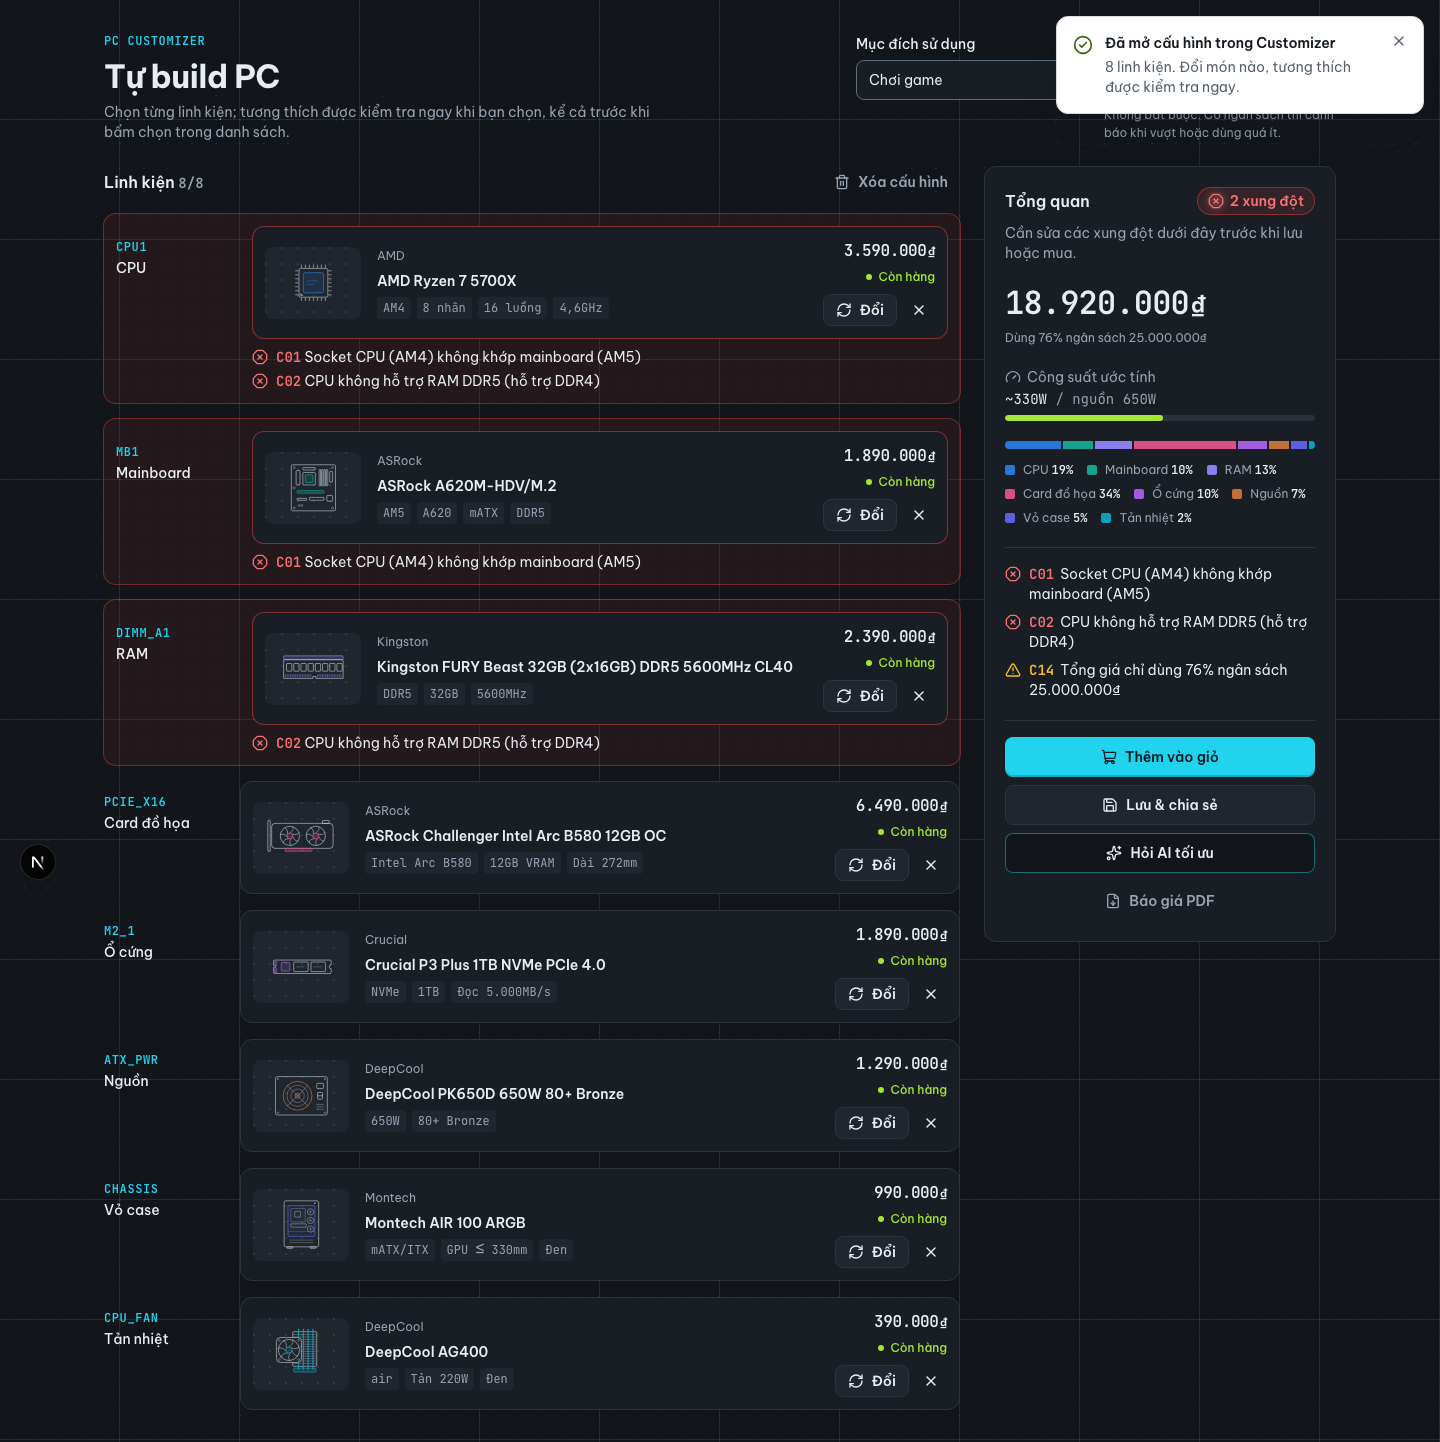 PC CUSTOMIZER
Tự build PC
Chọn từng linh kiện; tương thích được kiểm tra ngay khi bạn chọn, kể cả trước khi
bấm chọn trong danh sách.
Mục đích sử dụng
Chơi game
Đã mở cấu hình trong Customizer
8 linh kiện. Đổi món nào, tương thích
được kiểm tra ngay.
Không bắt buộc. Có ngân sách thì cảnh
báo khi vượt hoặc dùng quá ít.
Linh kiện 8/8
Xóa cấu hình
CPU1
CPU
AMD
AMD Ryzen 7 5700X
AM4 8 nhân 16 luồng 4,6GHz
3.590.000₫
Còn hàng
Đổi
C01 Socket CPU (AM4) không khớp mainboard (AM5)
C02 CPU không hỗ trợ RAM DDR5 (hỗ trợ DDR4)
MB1
Mainboard
ASRock
ASRock A620M-HDV/M.2
AM5 A620 mATX DDR5
1.890.000₫
Còn hàng
Đổi
C01 Socket CPU (AM4) không khớp mainboard (AM5)
DIMM_A1
RAM
Kingston
Kingston FURY Beast 32GB (2x16GB) DDR5 5600MHz CL40
DDR5 32GB 5600MHz
2.390.000₫
Còn hàng
Đổi
C02 CPU không hỗ trợ RAM DDR5 (hỗ trợ DDR4)
PCIE_X16
Card đồ họa
ASRock
ASRock Challenger Intel Arc B580 12GB OC
Intel Arc B580 12GB VRAM Dài 272mm
6.490.000₫
Còn hàng
Đổi
M2_1
Ổ cứng
Crucial
Crucial P3 Plus 1TB NVMe PCIe 4.0
NVMe 1TB Đọc 5.000MB/s
1.890.000₫
Còn hàng
Đổi
ATX_PWR
Nguồn
DeepCool
DeepCool PK650D 650W 80+ Bronze
650W 80+ Bronze
1.290.000₫
Còn hàng
Đổi
CHASSIS
Vỏ case
Montech
Montech AIR 100 ARGB
mATX/ITX GPU ≤ 330mm Đen
990.000₫
Còn hàng
Đổi
CPU_FAN
Tản nhiệt
DeepCool
DeepCool AG400
air Tản 220W Đen
390.000₫
Còn hàng
Đổi
Tổng quan
2 xung đột
Cần sửa các xung đột dưới đây trước khi lưu
hoặc mua.
18.920.000₫
Dùng 76% ngân sách 25.000.000₫
Công suất ước tính
~330W / nguồn 650W
CPU 19% Mainboard 10% RAM 13%
Card đồ họa 34% Ổ cứng 10% Nguồn 7%
Vỏ case 5% Tản nhiệt 2%
C01 Socket CPU (AM4) không khớp
mainboard (AM5)
C02 CPU không hỗ trợ RAM DDR5 (hỗ trợ
DDR4)
C14 Tổng giá chỉ dùng 76% ngân sách
25.000.000₫
Thêm vào giỏ
Lưu & chia sẻ
Hỏi AI tối ưu
Báo giá PDF
N